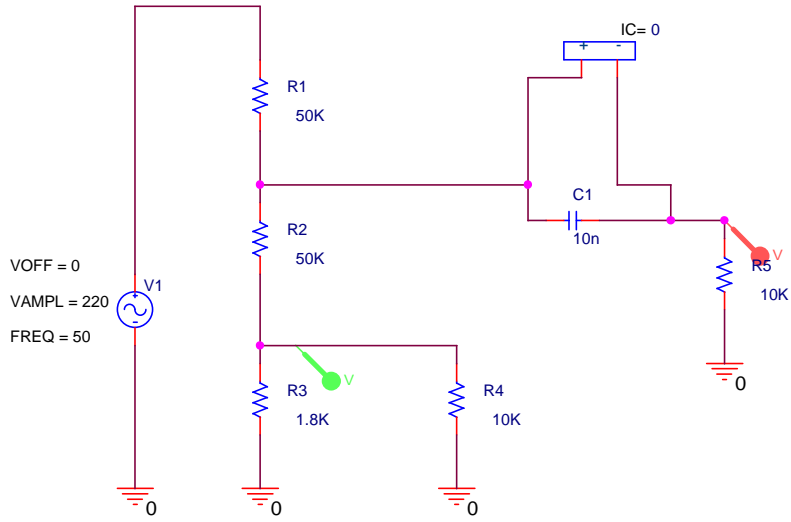 IC= 0
+ -
R1
50K
C1
10n
R2
50K
V
R5
10K
VOFF = 0
VAMPL = 220
FREQ = 50
V1
+
-
V
R3
1.8K
R4
10K
0
0
0
0